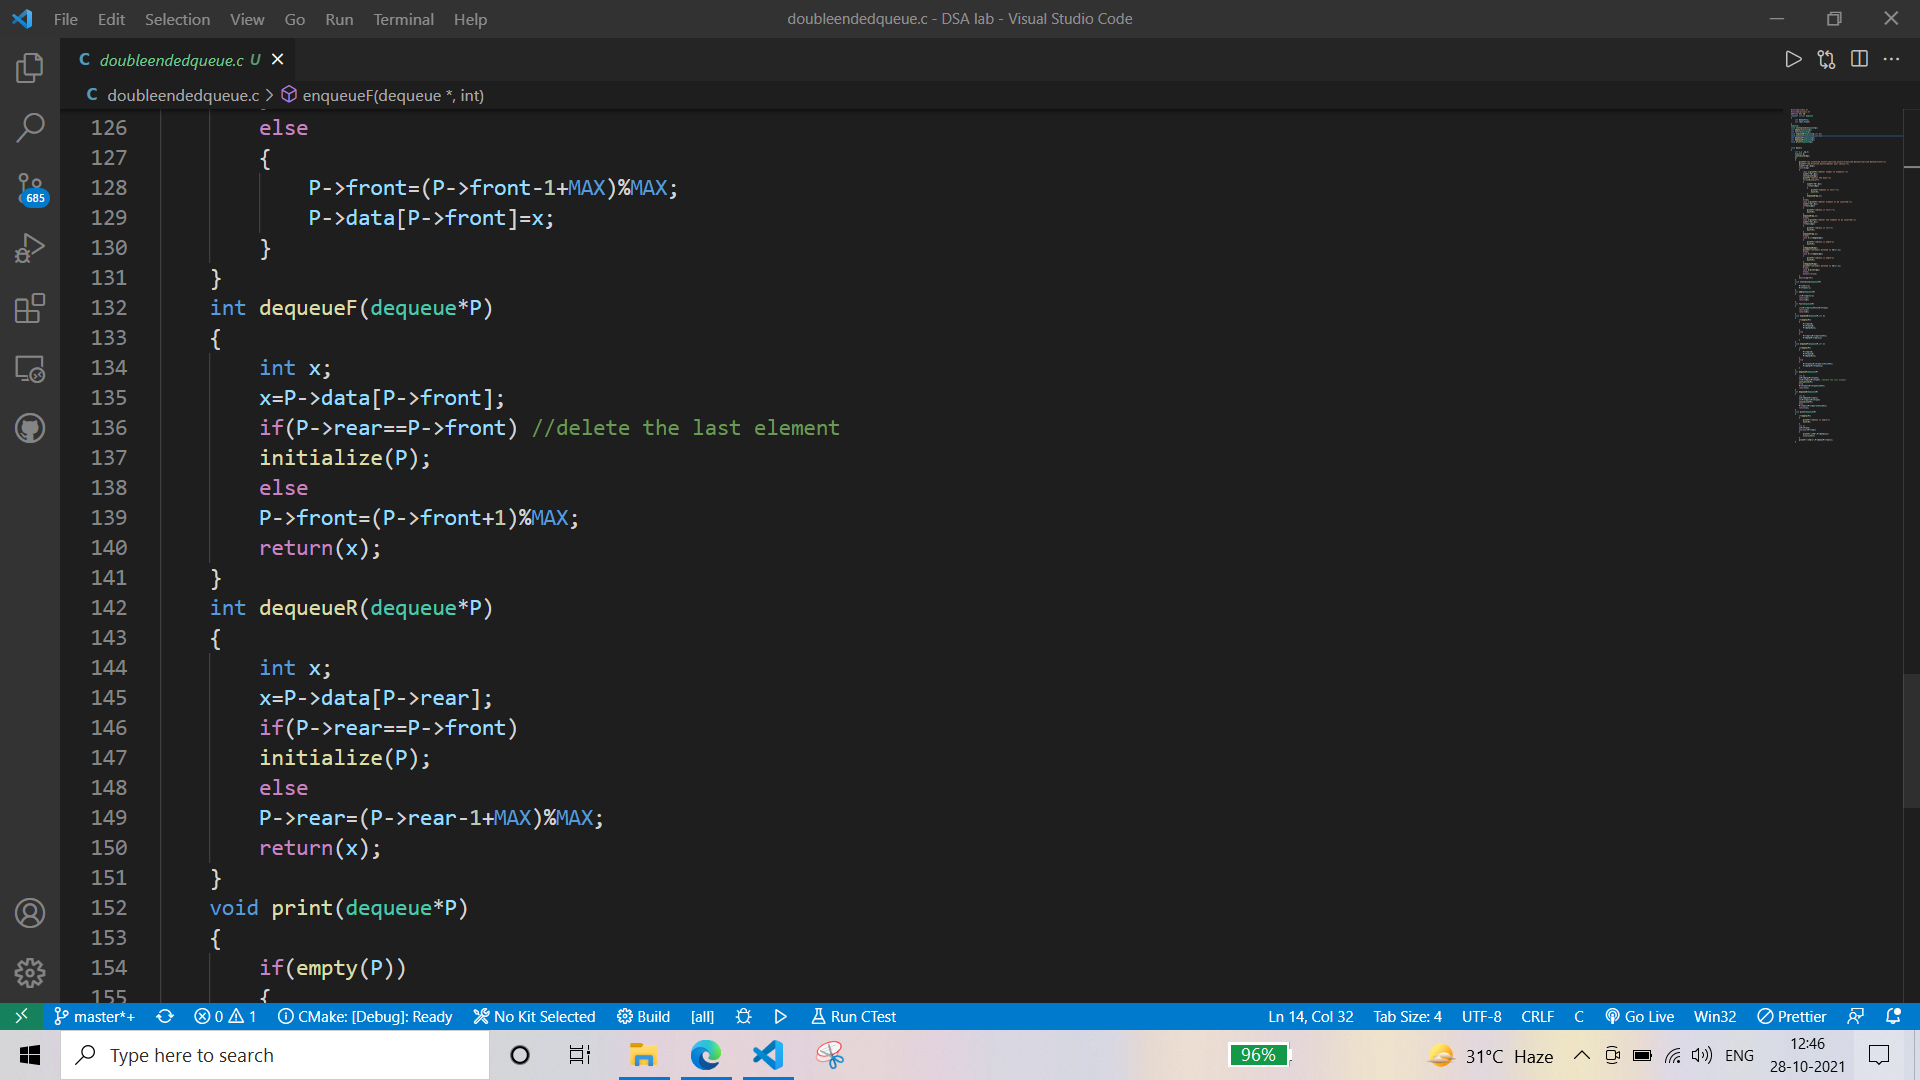 File Edit Selection View Go Run Terminal Help
doubleendedqueue.c - DSA lab - Visual Studio Code
C doubleendedqueue.c U
C doubleendedqueue.c > enqueueF(dequeue *, int)
126 else
127 {
128 P->front=(P->front-1+MAX)%MAX;
129 P->data[P->front]=x;
130 }
131 }
132 int dequeueF(dequeue*P)
133 {
134 int x;
135 x=P->data[P->front];
136 if(P->rear==P->front) //delete the last element
137 initialize(P);
138 else
139 P->front=(P->front+1)%MAX;
140 return(x);
141 }
142 int dequeueR(dequeue*P)
143 {
144 int x;
145 x=P->data[P->rear];
146 if(P->rear==P->front)
147 initialize(P);
148 else
149 P->rear=(P->rear-1+MAX)%MAX;
150 return(x);
151 }
152 void print(dequeue*P)
153 {
154 if(empty(P))
155 {
685
master*+ 0 1 CMake: [Debug]: Ready No Kit Selected Build [all] Run CTest Ln 14, Col 32 Tab Size: 4 UTF-8 CRLF C Go Live Win32 Prettier
Type here to search
96%
31°C Haze
ENG
12:46
28-10-2021